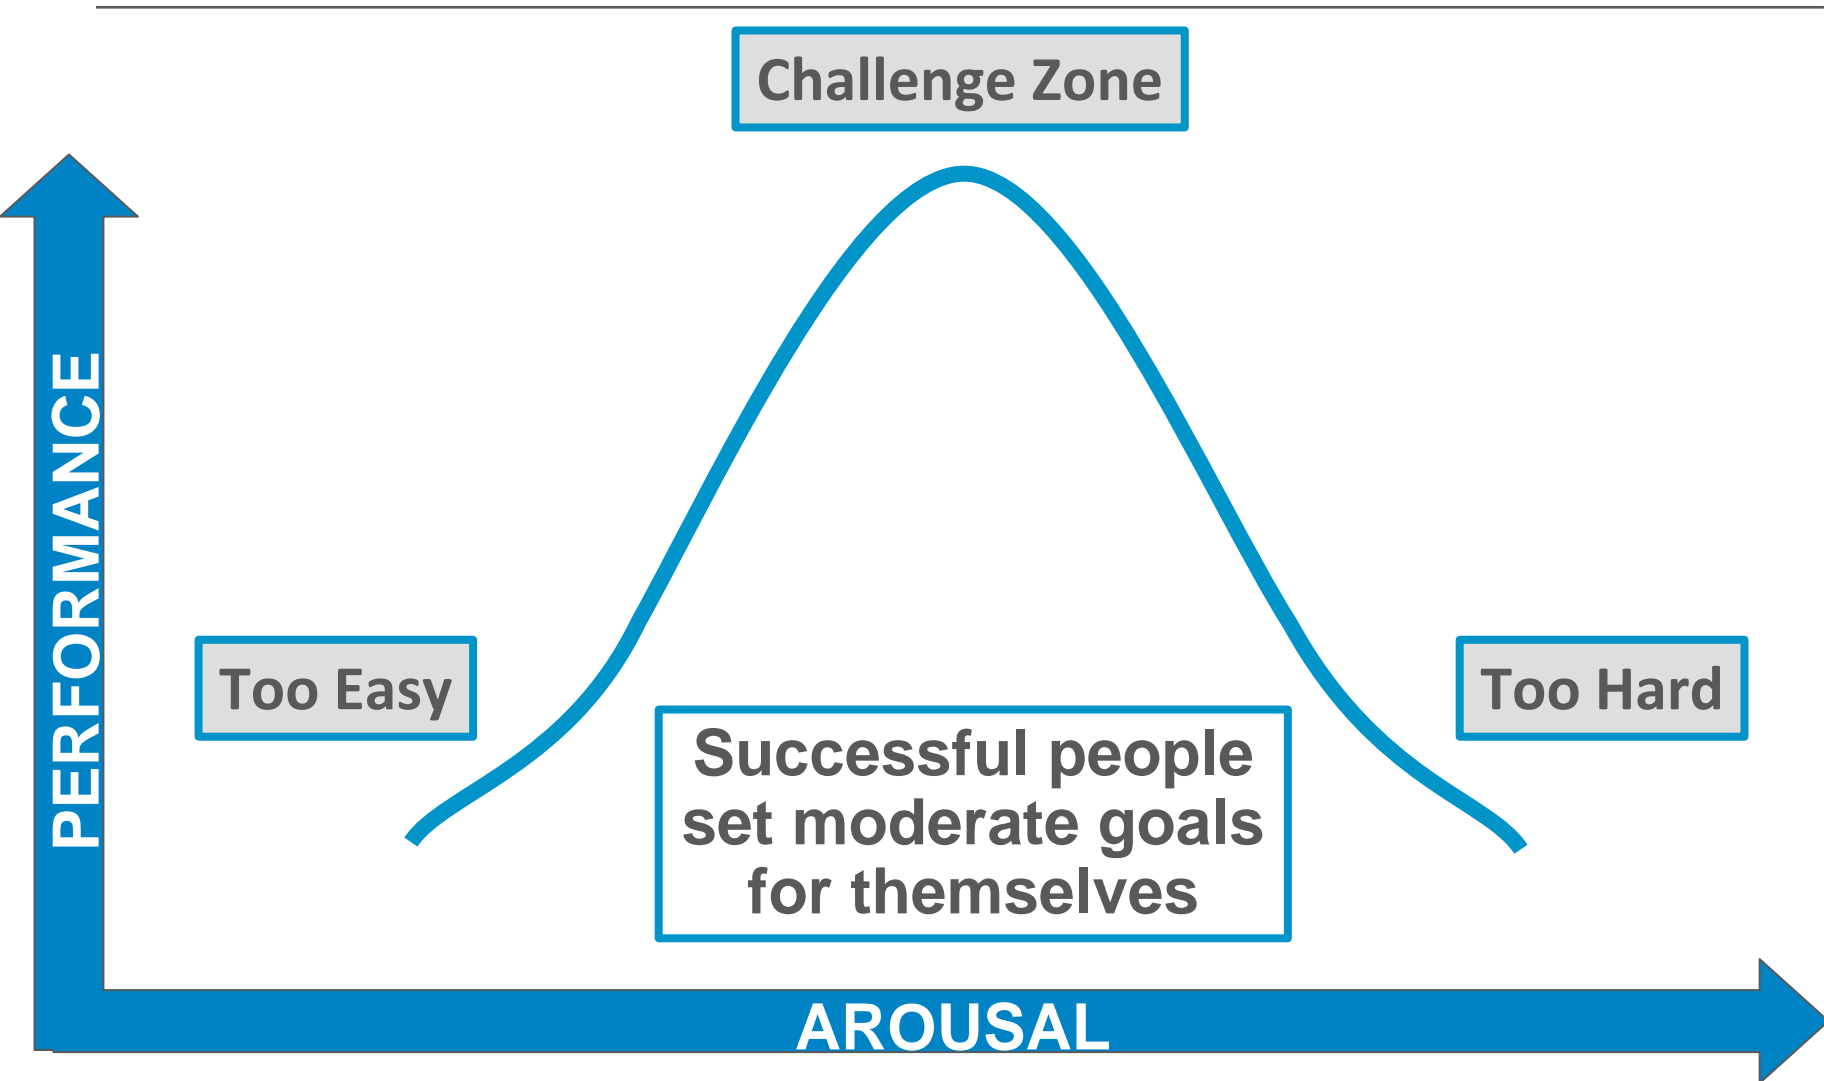 Challenge Zone
PERFORMANCE
Too Easy
Too Hard
Successful people
set moderate goals
for themselves
AROUSAL